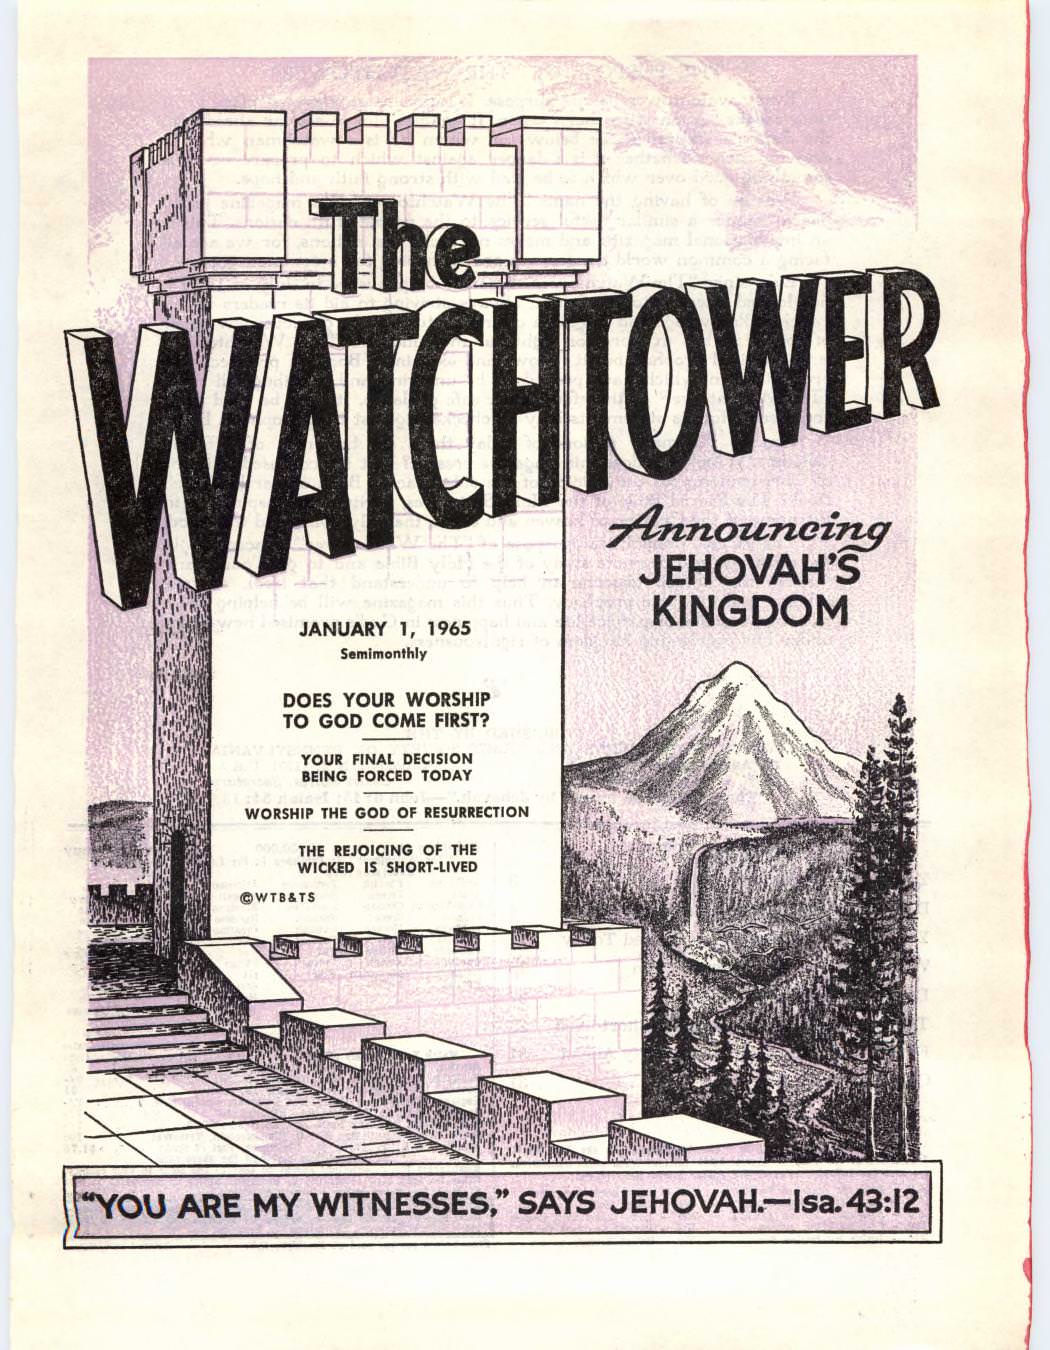 The
WATCHTOWER
Announcing
JEHOVAH'S
KINGDOM
JANUARY 1, 1965
Semimonthly
DOES YOUR WORSHIP
TO GOD COME FIRST?
YOUR FINAL DECISION
BEING FORCED TODAY
WORSHIP THE GOD OF RESURRECTION
THE REJOICING OF THE
WICKED IS SHORT-LIVED
©WTB&TS
"YOU ARE MY WITNESSES," SAYS JEHOVAH.—Isa. 43:12